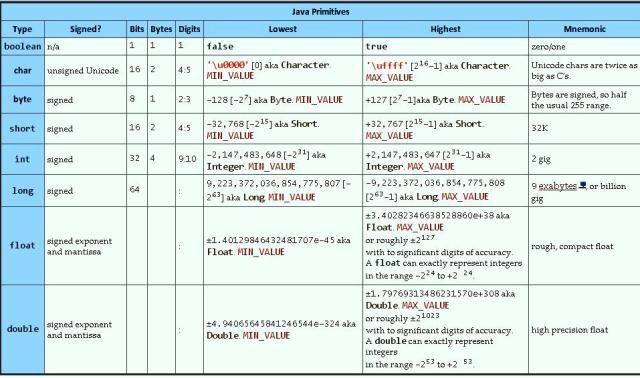 Java Primitives
Type Signed? Bits Bytes Digits Lowest Highest Mnemonic
boolean n/a 1 1 1 false true zero/one
char unsigned Unicode 16 2 4:5 '\u0000' [0] aka Character. MIN_VALUE '\uffff' [2^16-1] aka Character. MAX_VALUE Unicode chars are twice as big as C's.
byte signed 8 1 2:3 -128 [-2^7] aka Byte. MIN_VALUE +127 [2^7-1]aka Byte. MAX_VALUE Bytes are signed, so half the usual 255 range.
short signed 16 2 4:5 -32,768 [-2^15] aka Short. MIN_VALUE +32,767 [2^15-1] aka Short. MAX_VALUE 32K
int signed 32 4 9:10 -2,147,483,648 [-2^31] aka Integer. MIN_VALUE +2,147,483,647 [2^31-1] aka Integer. MAX_VALUE 2 gig
long signed 64 : 9,223,372,036,854,775,807 [-2^63] aka Long. MIN_VALUE -9,223,372,036,854,775,808 [2^63-1] aka Long. MAX_VALUE 9 exabytes, or billion gig
float signed exponent and mantissa : ±1.40129846432481707e-45 aka Float. MIN_VALUE ±3.40282346638528860e+38 aka Float. MAX_VALUE
or roughly ±2^127
with to significant digits of accuracy.
A float can exactly represent integers
in the range -2^24 to +2 ^24.
rough, compact float
double signed exponent and mantissa : ±4.94065645841246544e-324 aka Double. MIN_VALUE ±1.79769313486231570e+308 aka Double. MAX_VALUE
or roughly ±2^1023
with to significant digits of accuracy.
A double can exactly represent
integers
in the range -2^53 to +2 ^53.
high precision float